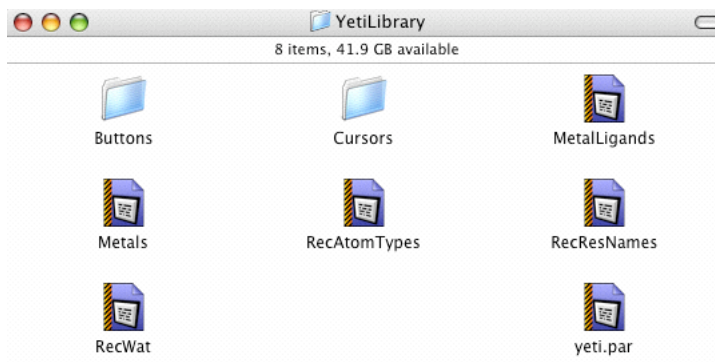 YetiLibrary
8 items, 41.9 GB available
Buttons
Cursors
MetalLigands
Metals
RecAtomTypes
RecResNames
RecWat
yeti.par